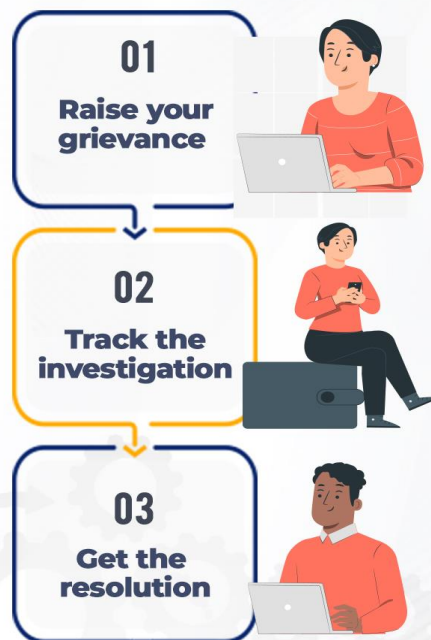 01
Raise your
grievance
02
Track the
investigation
03
Get the
resolution